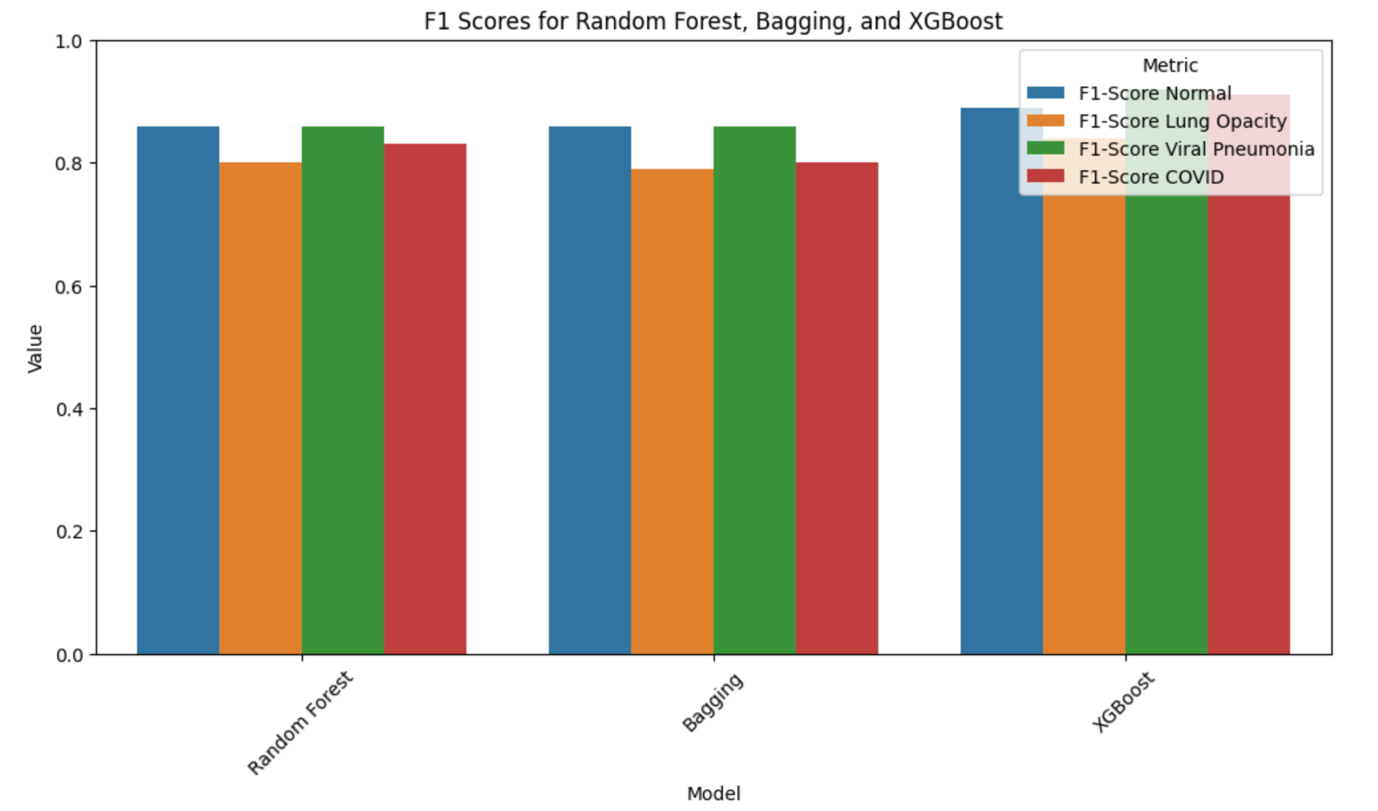 F1 Scores for Random Forest, Bagging, and XGBoost
Metric
F1-Score Normal
F1-Score Lung Opacity
F1-Score Viral Pneumonia
F1-Score COVID
Value
1.0
0.8
0.6
0.4
0.2
0.0
Random Forest
Bagging
XGBoost
Model